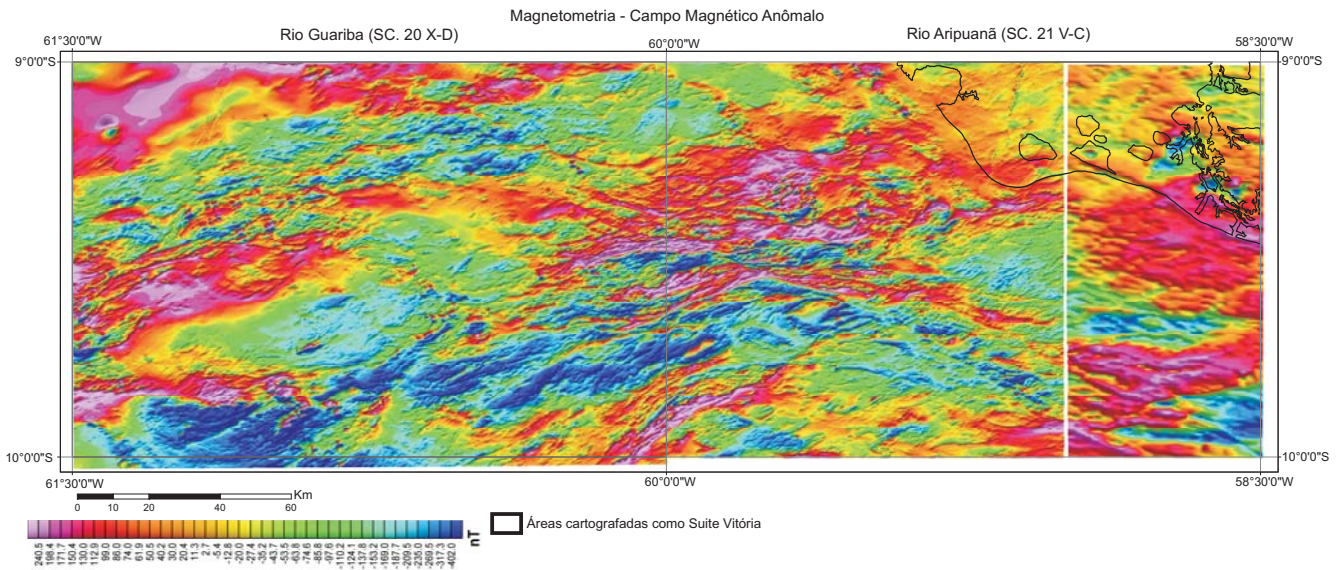 Magnetometria - Campo Magnético Anômalo
Rio Guariba (SC. 20 X-D)
Rio Aripuanã (SC. 21 V-C)
61°30'0"W
60°0'0"W
58°30'0"W
9°0'0"S
9°0'0"S
10°0'0"S
10°0'0"S
61°30'0"W
60°0'0"W
58°30'0"W
Km
0 10 20 40 60
nT
Áreas cartografadas como Suite Vitória
240.5
198.4
171.7
150.4
130.0
112.9
99.0
86.0
74.0
61.9
50.5
40.2
30.0
20.4
11.3
2.7
-5.4
-12.8
-20.0
-27.4
-35.2
-43.7
-53.5
-63.8
-74.6
-85.8
-97.6
-110.2
-124.1
-137.8
-153.2
-169.0
-187.7
-209.5
-235.0
-269.5
-317.3
-402.0